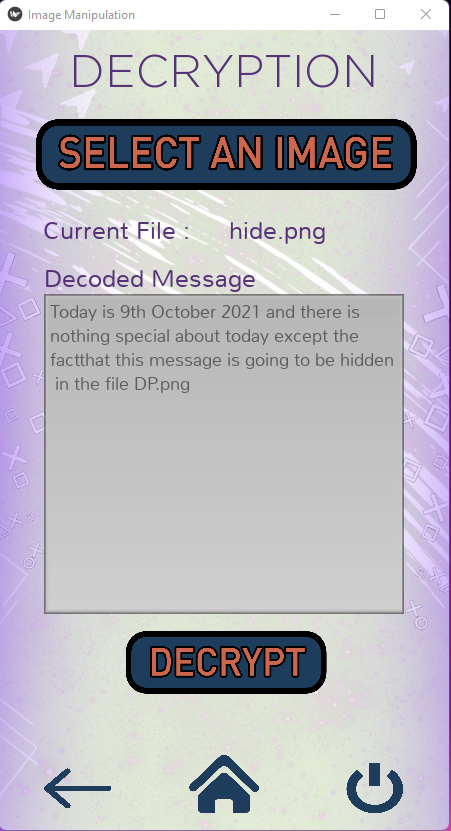 Image Manipulation
DECRYPTION
SELECT AN IMAGE
Current File : hide.png
Decoded Message
Today is 9th October 2021 and there is
nothing special about today except the
factthat this message is going to be hidden
in the file DP.png
DECRYPT